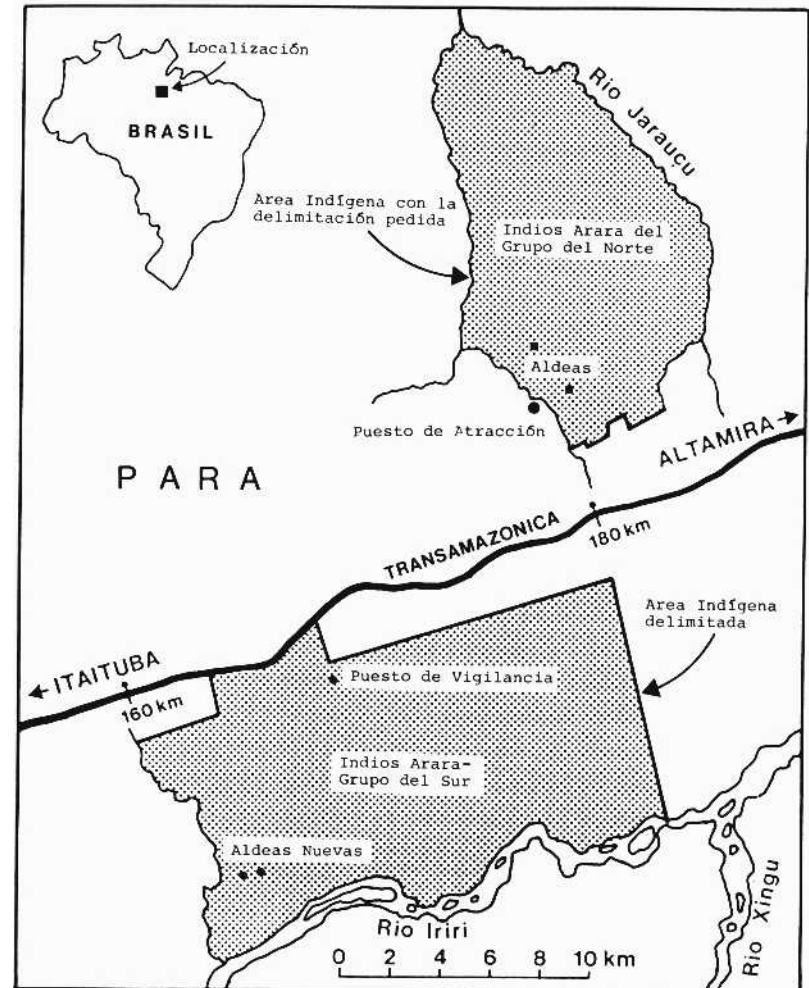 Localización
BRASIL
Rio Jarauçu
Area Indígena con la
delimitación pedida
Indios Arara del
Grupo del Norte
Aldeas
Puesto de Atracción
ALTAMIRA
PARA
TRANSAMAZONICA
180 km
Area Indígena
delimitada
ITAITUBA
160 km
Puesto de Vigilancia
Indios Arara-
Grupo del Sur
Aldeas Nuevas
Rio Iriri
Rio Xingu
0 2 4 6 8 10 km